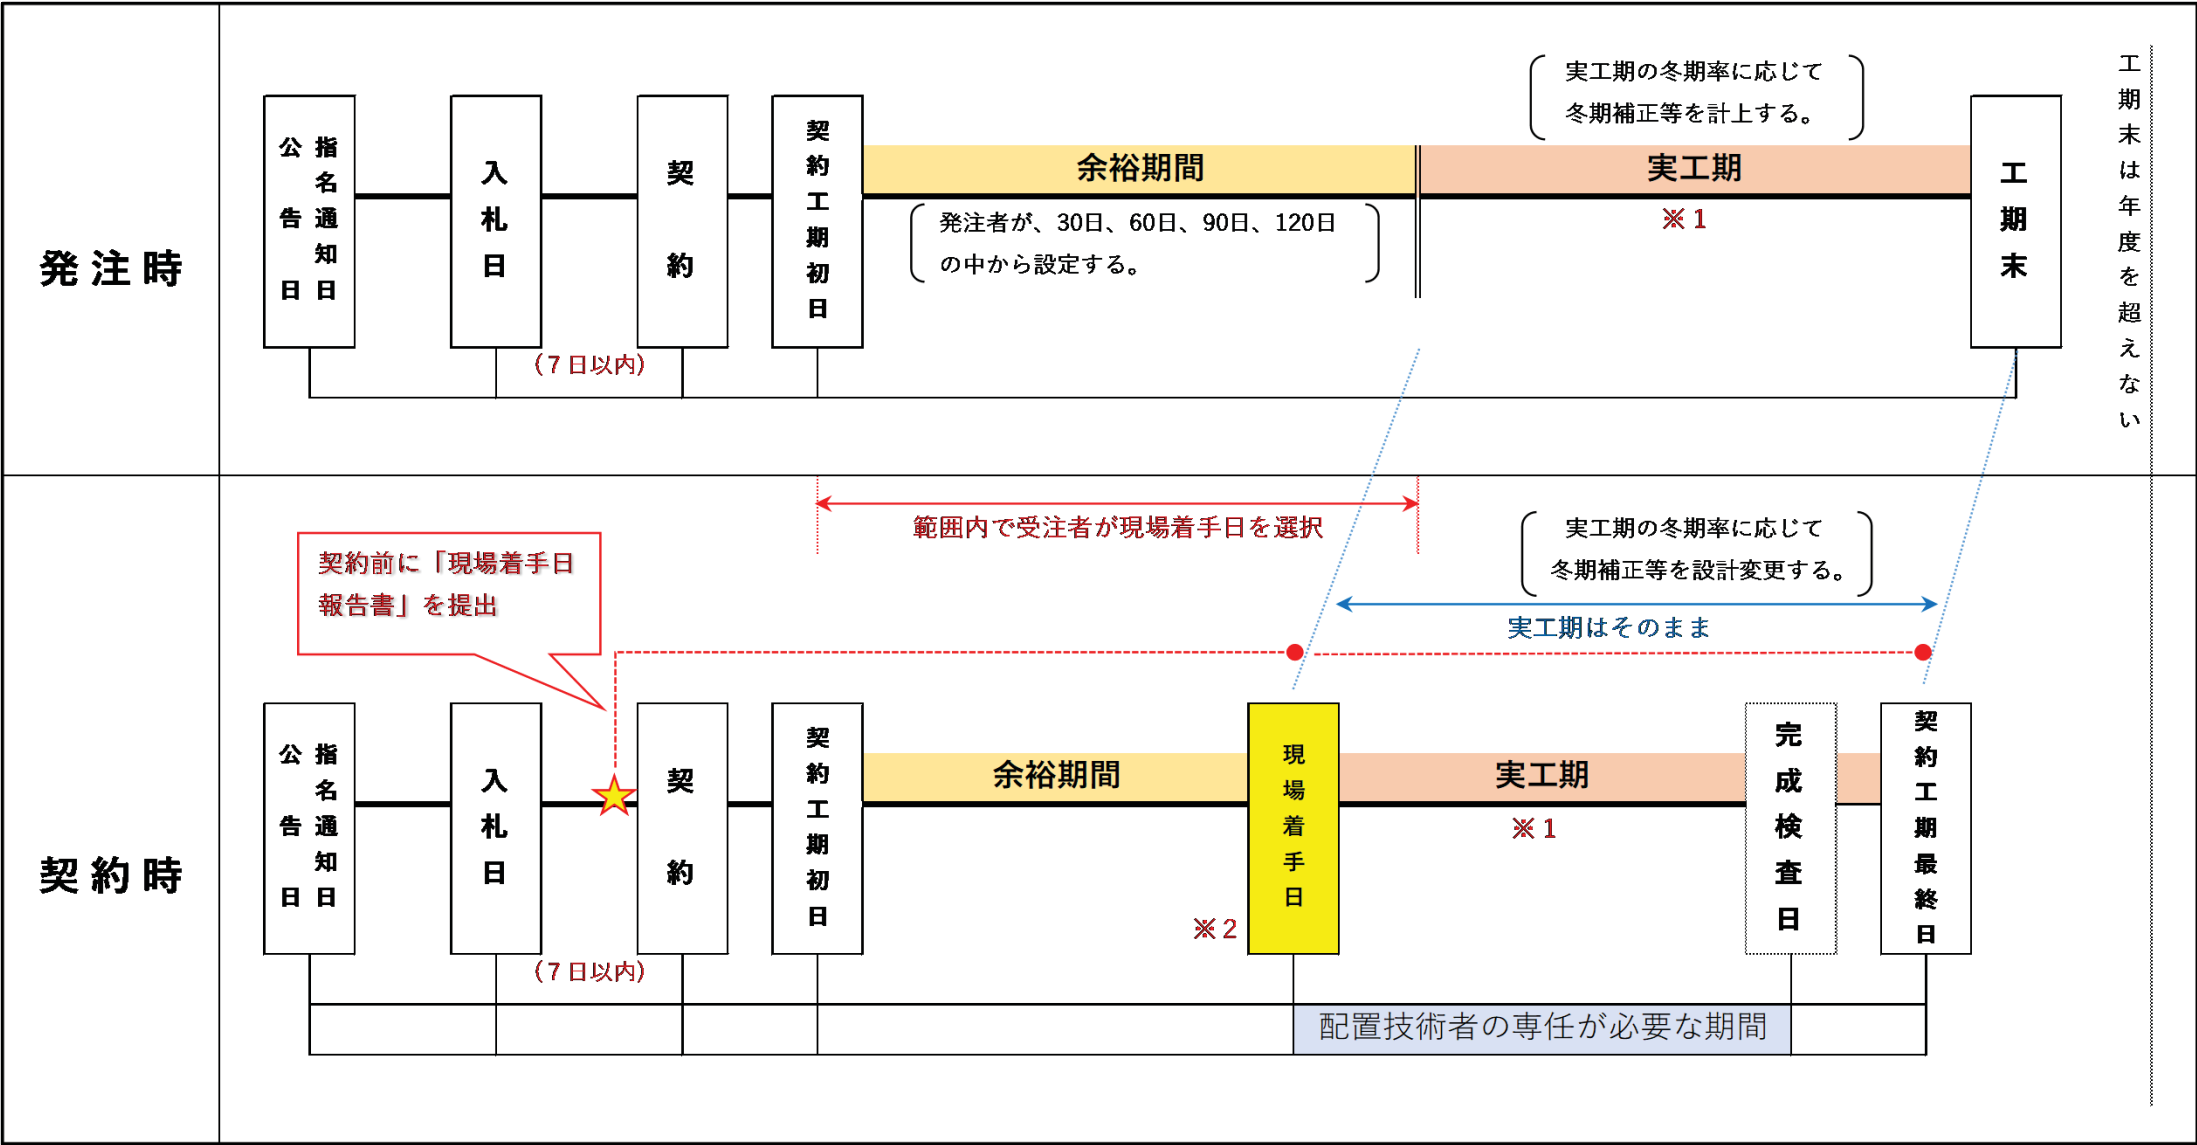 発注時
公告日
指名通知日
入札日
(７日以内)
契約
契約工期初日
余裕期間
発注者が、30日、60日、90日、120日
の中から設定する。
実工期の冬期率に応じて
冬期補正等を計上する。
実工期
※1
工期末
工期末は年度を超えない
契約時
範囲内で受注者が現場着手日を選択
契約前に「現場着手日
報告書」を提出
実工期の冬期率に応じて
冬期補正等を設計変更する。
実工期はそのまま
公告日
指名通知日
入札日
(７日以内)
契約
契約工期初日
余裕期間
※2
現場着手日
実工期
※1
完成検査日
契約工期最終日
配置技術者の専任が必要な期間